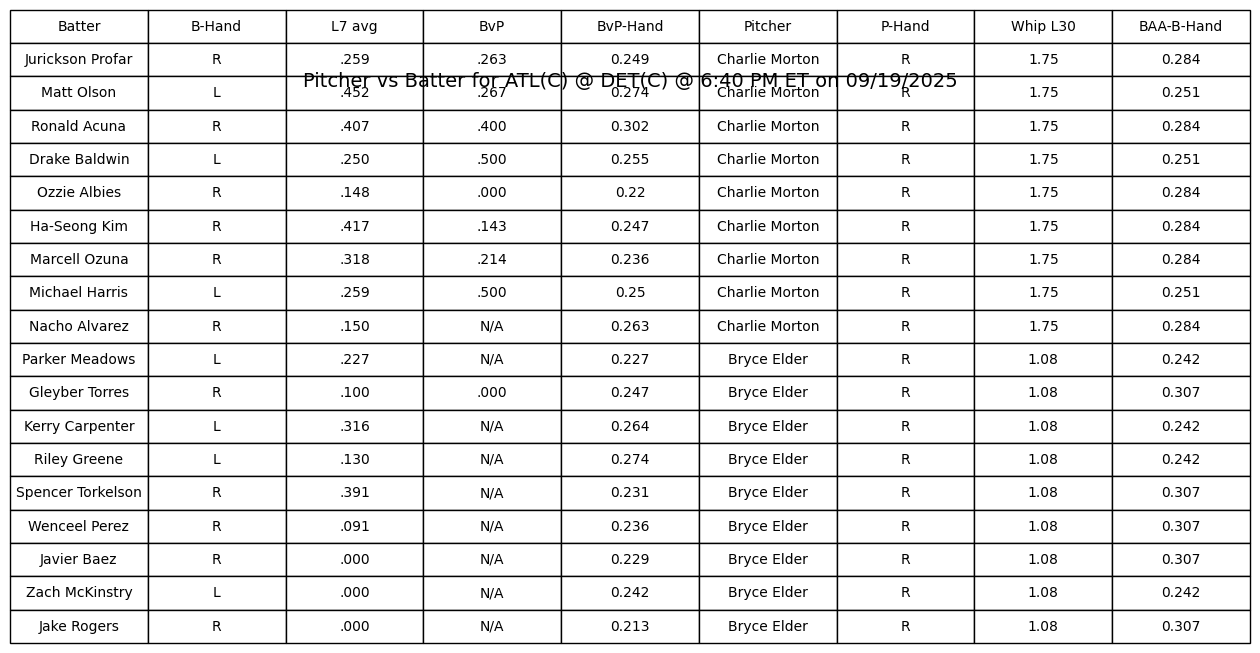 Batter B-Hand L7 avg BvP BvP-Hand Pitcher P-Hand Whip L30 BAA-B-Hand
Jurickson Profar R .259 .263 0.249 Charlie Morton R 1.75 0.284
Pitcher vs Batter for ATL(C) @ DET(C) @ 6:40 PM ET on 09/19/2025
Matt Olson L .452 .267 0.274 Charlie Morton R 1.75 0.251
Ronald Acuna R .407 .400 0.302 Charlie Morton R 1.75 0.284
Drake Baldwin L .250 .500 0.255 Charlie Morton R 1.75 0.251
Ozzie Albies R .148 .000 0.22 Charlie Morton R 1.75 0.284
Ha-Seong Kim R .417 .143 0.247 Charlie Morton R 1.75 0.284
Marcell Ozuna R .318 .214 0.236 Charlie Morton R 1.75 0.284
Michael Harris L .259 .500 0.25 Charlie Morton R 1.75 0.251
Nacho Alvarez R .150 N/A 0.263 Charlie Morton R 1.75 0.284
Parker Meadows L .227 N/A 0.227 Bryce Elder R 1.08 0.242
Gleyber Torres R .100 .000 0.247 Bryce Elder R 1.08 0.307
Kerry Carpenter L .316 N/A 0.264 Bryce Elder R 1.08 0.242
Riley Greene L .130 N/A 0.274 Bryce Elder R 1.08 0.242
Spencer Torkelson R .391 N/A 0.231 Bryce Elder R 1.08 0.307
Wenceel Perez R .091 N/A 0.236 Bryce Elder R 1.08 0.307
Javier Baez R .000 N/A 0.229 Bryce Elder R 1.08 0.307
Zach McKinstry L .000 N/A 0.242 Bryce Elder R 1.08 0.242
Jake Rogers R .000 N/A 0.213 Bryce Elder R 1.08 0.307